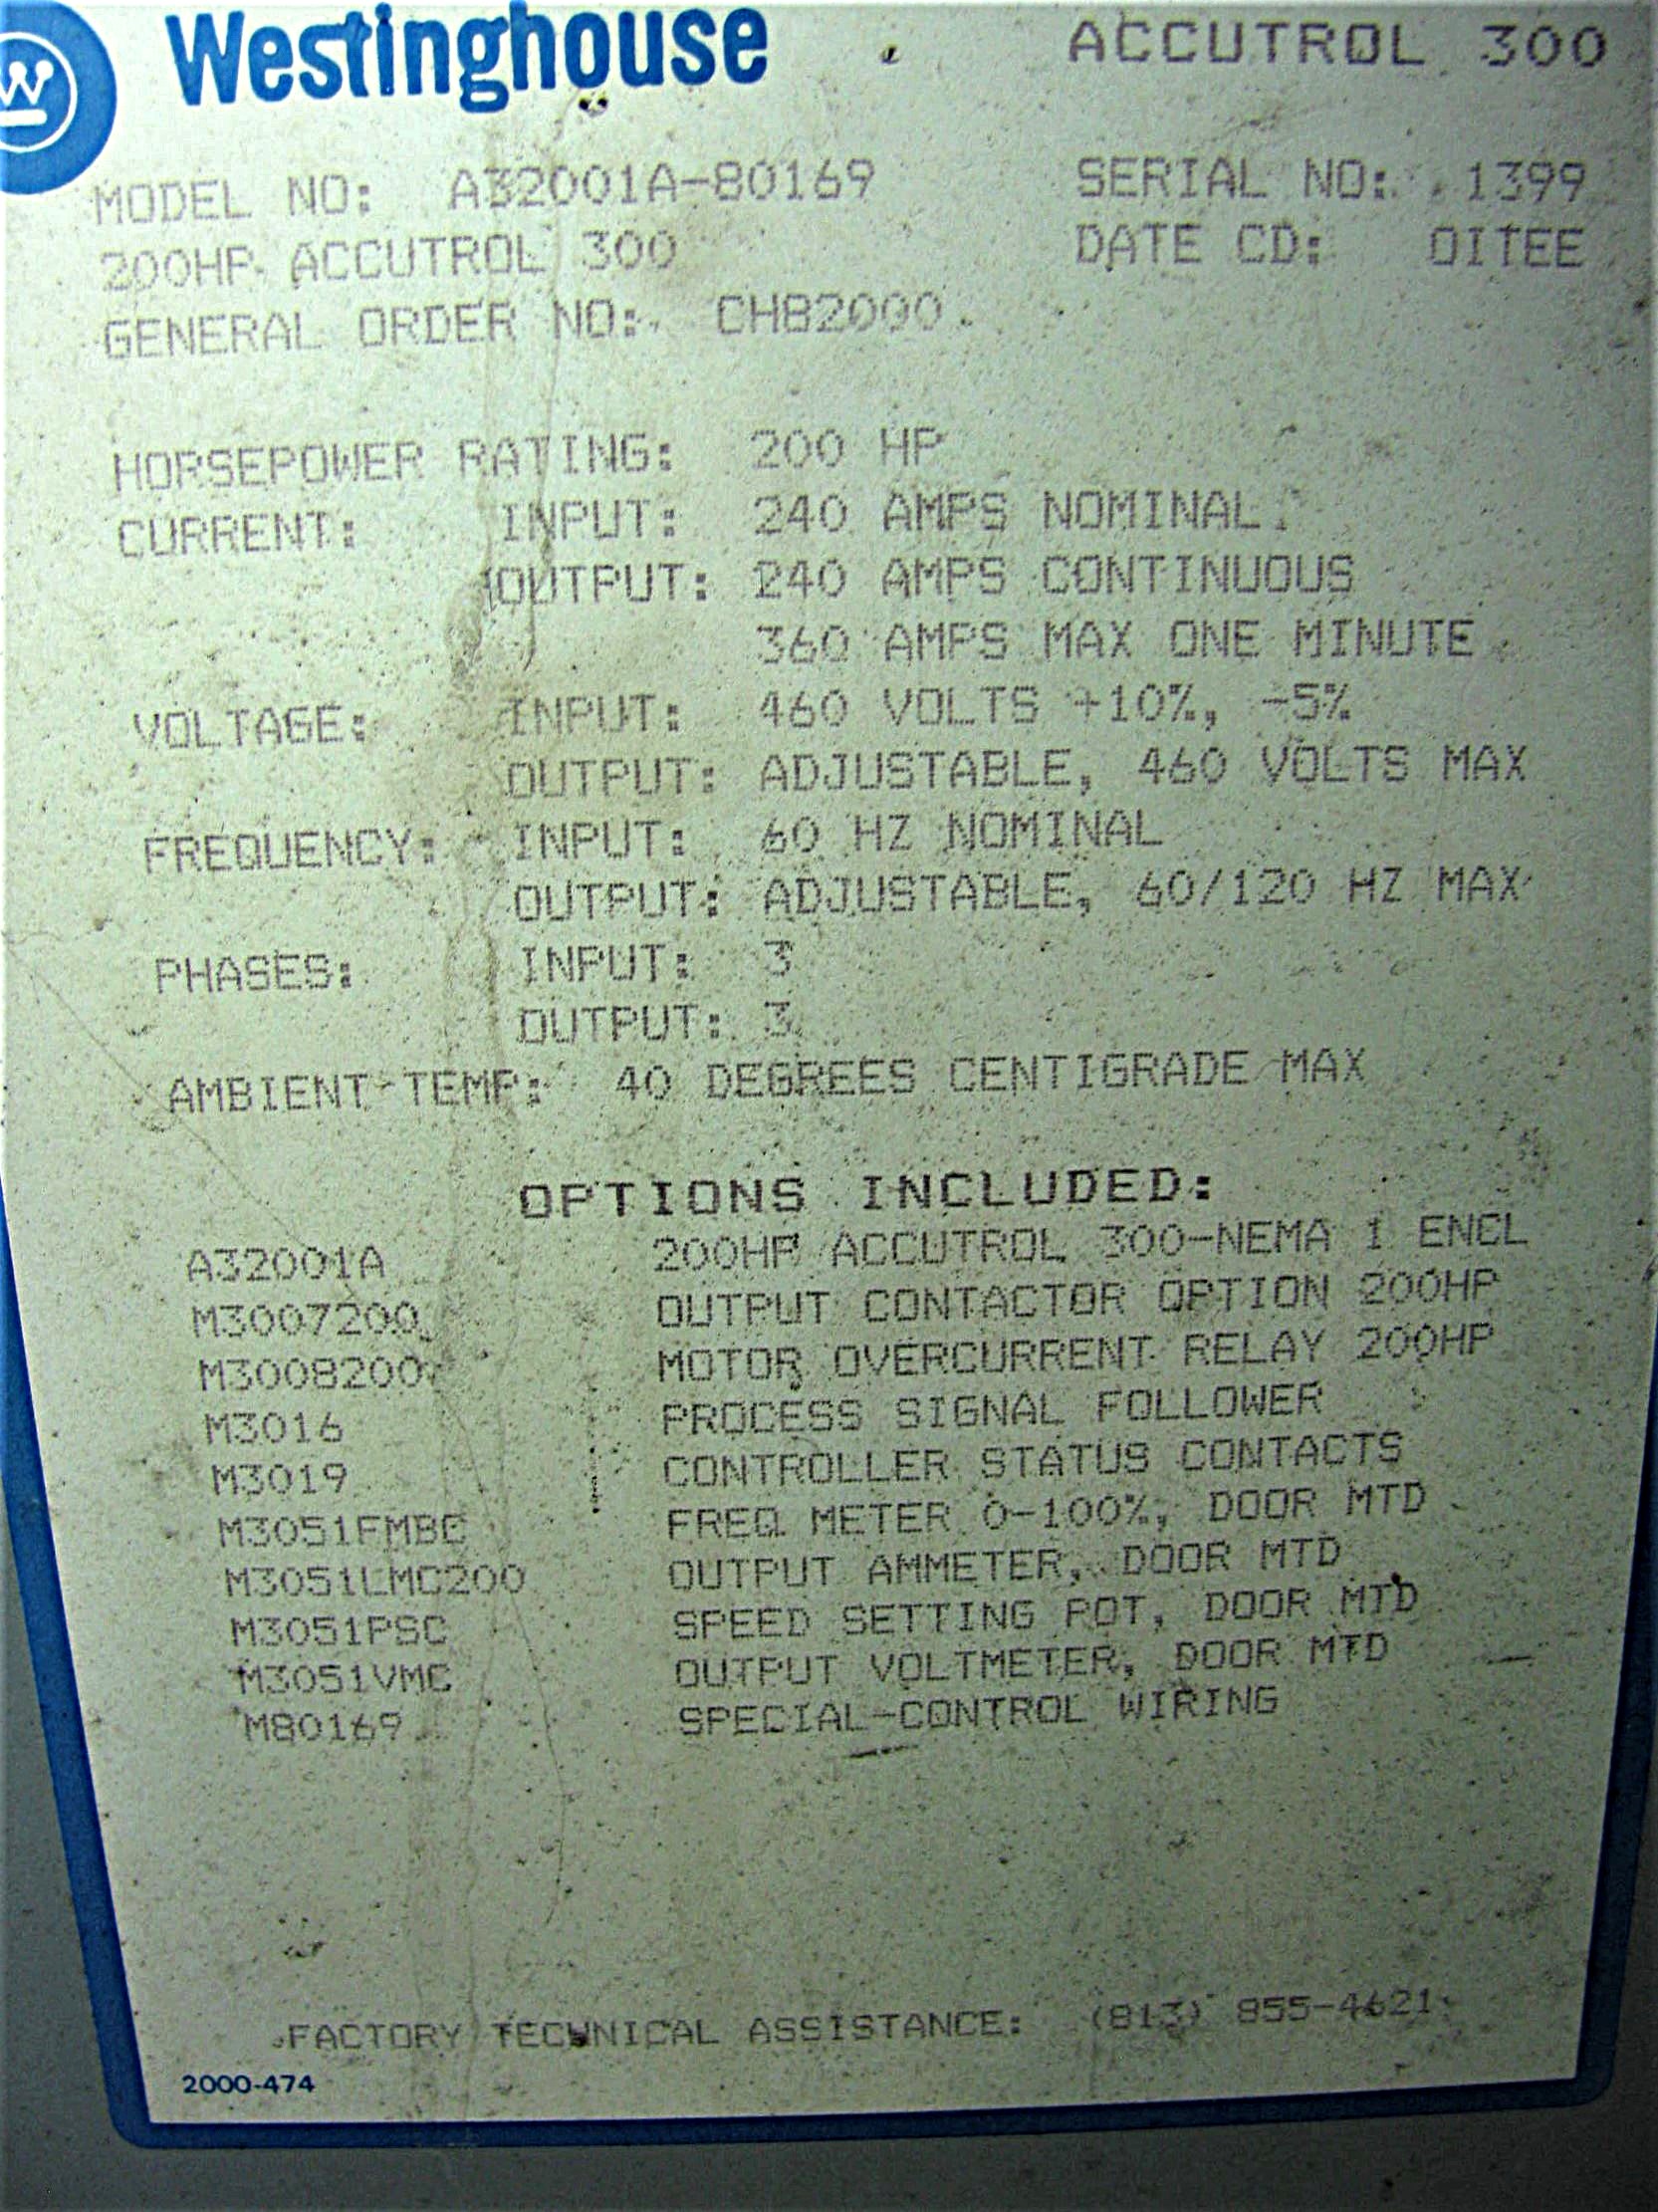 W Westinghouse ACCUTROL 300
MODEL NO: A32001A-80169 SERIAL NO: 1399
200HP ACCUTROL 300 DATE CD: OITEE
GENERAL ORDER NO: CH82000
HORSEPOWER RATING: 200 HP
CURRENT: INPUT: 240 AMPS NOMINAL
OUTPUT: 240 AMPS CONTINUOUS
360 AMPS MAX ONE MINUTE
VOLTAGE: INPUT: 460 VOLTS +10%, -5%
OUTPUT: ADJUSTABLE, 460 VOLTS MAX
FREQUENCY: INPUT: 60 HZ NOMINAL
OUTPUT: ADJUSTABLE, 60/120 HZ MAX
PHASES: INPUT: 3
OUTPUT: 3
AMBIENT TEMP: 40 DEGREES CENTIGRADE MAX
OPTIONS INCLUDED:
A32001A 200HP ACCUTROL 300-NEMA 1 ENCL
M3007200 OUTPUT CONTACTOR OPTION 200HP
M3008200 MOTOR OVERCURRENT RELAY 200HP
M3016 PROCESS SIGNAL FOLLOWER
M3019 CONTROLLER STATUS CONTACTS
M3051FMBC FREQ METER 0-100%, DOOR MTD
M3051LMC200 OUTPUT AMMETER, DOOR MTD
M3051PSC SPEED SETTING POT, DOOR MTD
M3051VMC OUTPUT VOLTMETER, DOOR MTD
M80169 SPECIAL-CONTROL WIRING
FACTORY TECHNICAL ASSISTANCE: (813) 855-4621
2000-474